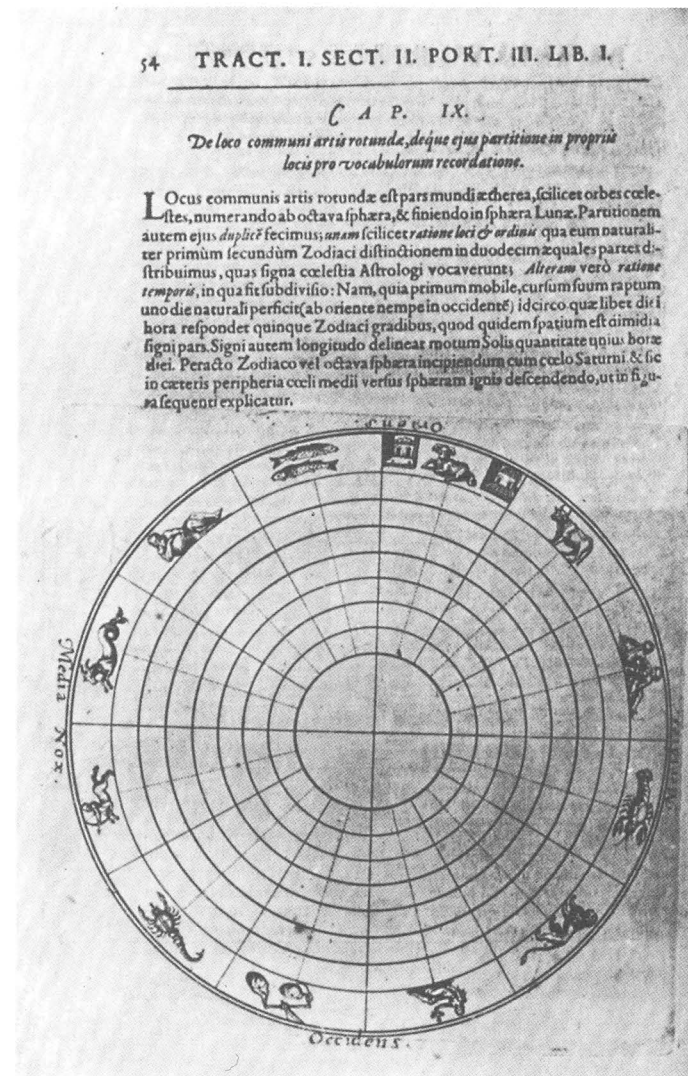 54 TRACT. I. SECT. II. PORT. III. LIB. I.
CAP. IX.
De loco communi artis rotundæ, deque ejus partitione in propriis
locis pro vocabulorum recordatione.
LOcus communis artis rotundæ est pars mundi ætherea, scilicet orbes cœle-
stes, numerando ab octava sphæra, & finiendo in sphæra Lunæ. Partitionem
autem ejus duplicẽ fecimus; unam scilicet ratione loci & ordinis qua eum naturali-
ter primùm secundùm Zodiaci distinctionem in duodecim æquales partes di-
stribuimus, quas signa cœlestia Astrologi vocaverunt; Alteram verò ratione
temporis, in qua fit subdivisio: Nam, quia primum mobile, cursum suum raptum
uno die naturali perficit (ab oriente nempe in occidentẽ) idcirco quælibet diei
hora respondet quinque Zodiaci gradibus, quod quidem spatium est dimidia
signi pars. Signi autem longitudo delineat motum Solis quantitate unius horæ
diei. Peracto Zodiaco vel octava sphæra incipiendum cum cœlo Saturni & sic
in cæteris peripheria cœli medii versus sphæram ignis descendendo, ut in figu-
ra sequenti explicatur.
Media Nox.
Occidens.